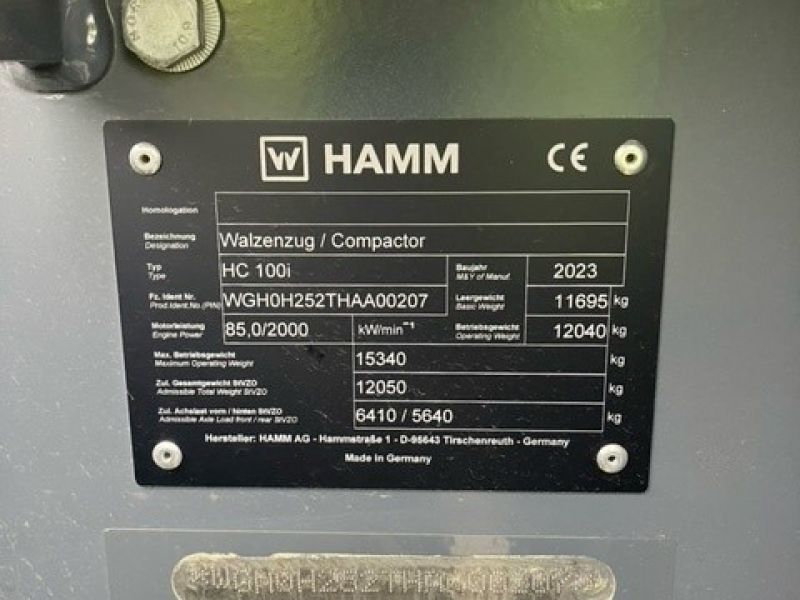 HAMM CE
Homologation
Bezeichnung Walzenzug / Compactor
Designation
Typ HC 100i Baujahr 2023
Type M&Y of Manuf.
Fz. Ident Nr. WGH0H252THAA00207 Leergewicht 11695 kg
Prod.Ident.No.(PIN) Basic Weight
Motorleistung 85,0/2000 kW/min⁻¹ Betriebsgewicht 12040 kg
Engine Power Operating Weight
Max. Betriebsgewicht 15340 kg
Maximum Operating Weight
Zul. Gesamtgewicht StVZO 12050 kg
Admissible Total Weight StVZO
Zul. Achslast vorn / hinten StVZO 6410 / 5640 kg
Admissible Axle Load front / rear StVZO
Hersteller: HAMM AG - Hammstraße 1 - D-95643 Tirschenreuth - Germany
Made in Germany